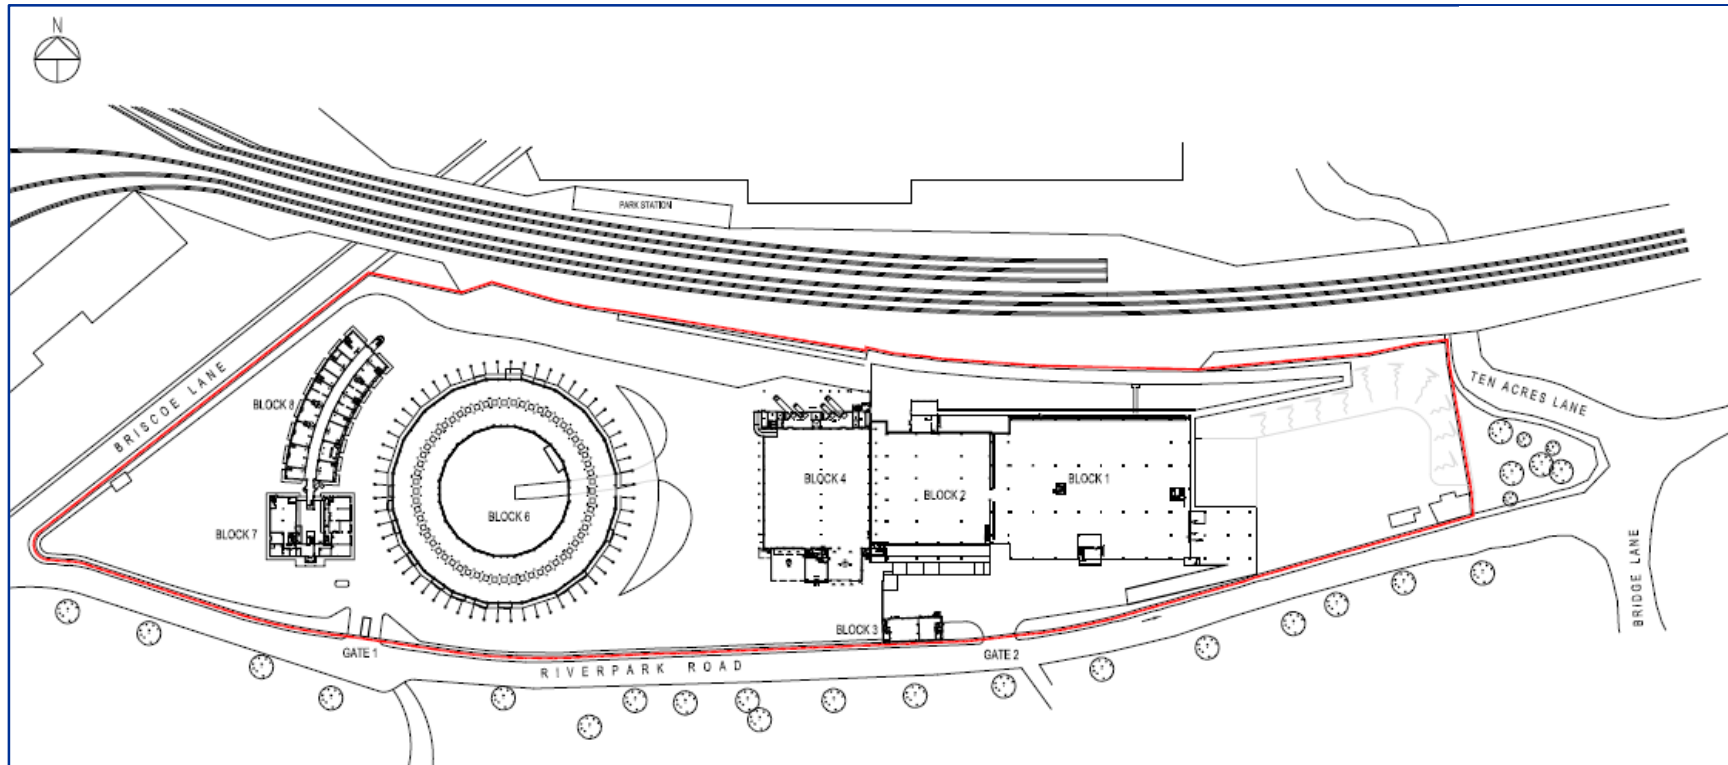 N
PARK STATION
BRISCOE LANE
TEN ACRES LANE
BLOCK 8
BLOCK 4
BLOCK 2
BLOCK 1
BLOCK 6
BLOCK 7
BRIDGE LANE
BLOCK 3
GATE 1
GATE 2
RIVERPARK ROAD